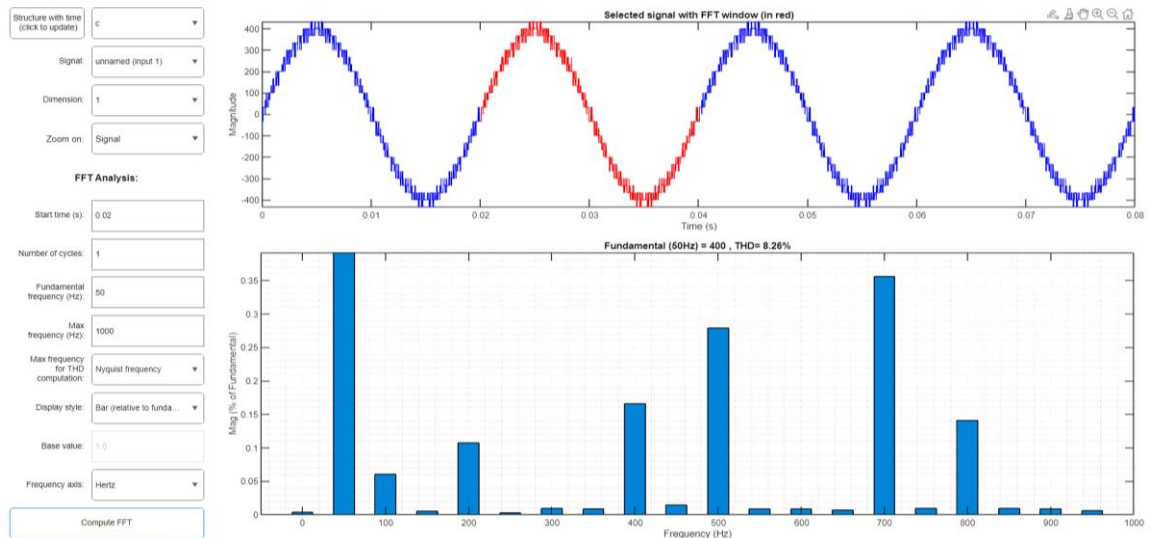 Structure with time
(click to update)
c
Signal:
unnamed (input 1)
Dimension:
1
Zoom on:
Signal
FFT Analysis:
Start time (s):
0.02
Number of cycles:
1
Fundamental
frequency (Hz):
50
Max
frequency (Hz):
1000
Max frequency
for THD
computation:
Nyquist frequency
Display style:
Bar (relative to funda...
Base value:
1.0
Frequency axis:
Hertz
Compute FFT
Selected signal with FFT window (in red)
Magnitude
400
300
200
100
0
-100
-200
-300
-400
0 0.01 0.02 0.03 0.04 0.05 0.06 0.07 0.08
Time (s)
Fundamental (50Hz) = 400 , THD= 8.26%
Mag (% of Fundamental)
0.35
0.3
0.25
0.2
0.15
0.1
0.05
0
0 100 200 300 400 500 600 700 800 900 1000
Frequency (Hz)